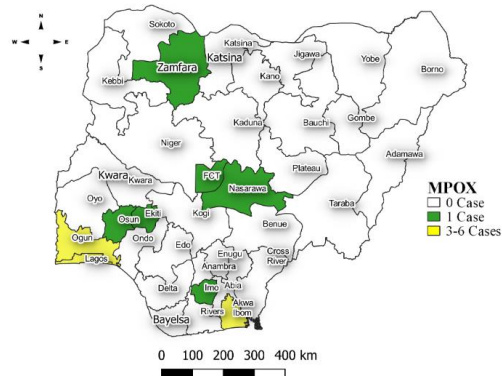 N
W E
S
Sokoto
Katsina
Zamfara
Katsina
Jigawa
Yobe
Borno
Kebbi
Kano
Kaduna
Bauchi
Gombe
Adamawa
Niger
FCT
Plateau
Nasarawa
Kwara
Kwara
Taraba
Oyo
Osun
Ekiti
Kogi
Benue
Ogun
Ondo
Lagos
Edo
Enugu
Anambra
Cross
River
Delta
Imo
Abia
Akwa
Ibom
Rivers
Bayelsa
MPOX
0 Case
1 Case
3-6 Cases
0 100 200 300 400 km